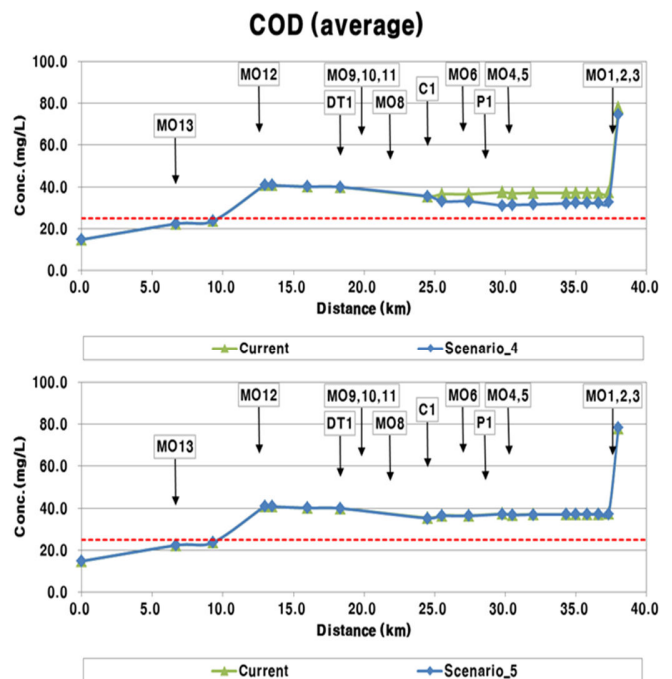 COD (average)
Conc. (mg/L)
100.0
80.0
60.0
40.0
20.0
0.0
MO13
MO12
MO9,10,11
DT1
MO8
C1
MO6
P1
MO4,5
MO1,2,3
0.0 5.0 10.0 15.0 20.0 25.0 30.0 35.0 40.0
Distance (km)
Current Scenario_4
Conc. (mg/L)
100.0
80.0
60.0
40.0
20.0
0.0
MO13
MO12
MO9,10,11
DT1
MO8
C1
MO6
P1
MO4,5
MO1,2,3
0.0 5.0 10.0 15.0 20.0 25.0 30.0 35.0 40.0
Distance (km)
Current Scenario_5